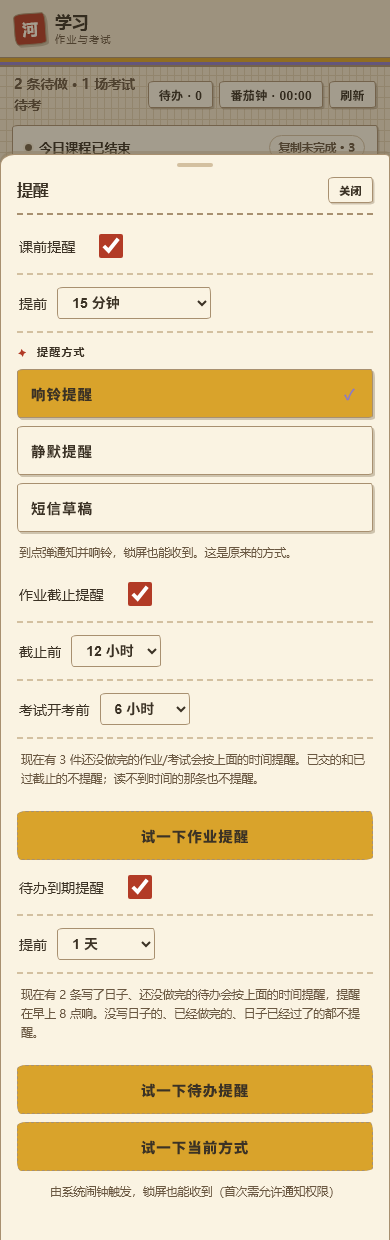 河
学习
作业与考试
2 条待做 • 1 场考试
待考
待办 · 0
番茄钟 · 00:00
刷新
今日课程已结束
复制未完成 • 3
提醒
关闭
课前提醒
提前
15 分钟
提醒方式
响铃提醒
静默提醒
短信草稿
到点弹通知并响铃，锁屏也能收到。这是原来的方式。
作业截止提醒
截止前
12 小时
考试开考前
6 小时
现在有 3 件还没做完的作业/考试会按上面的时间提醒。已交的和已
过截止的不提醒；读不到时间的那条也不提醒。
试一下作业提醒
待办到期提醒
提前
1 天
现在有 2 条写了日子、还没做完的待办会按上面的时间提醒，提醒
在早上 8 点响。没写日子的、已经做完的、日子已经过了的都不提
醒。
试一下待办提醒
试一下当前方式
由系统闹钟触发，锁屏也能收到（首次需允许通知权限）